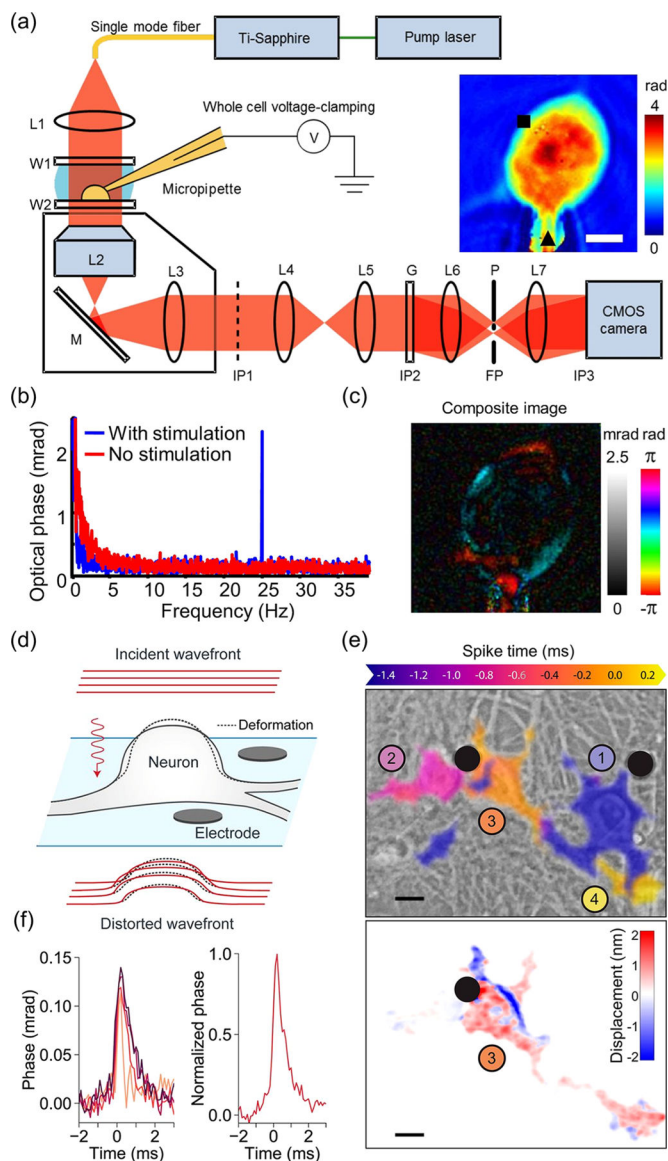 (a)
Single mode fiber
Ti-Sapphire
Pump laser
L1
W1
W2
Whole cell voltage-clamping
V
Micropipette
rad
4
0
L2
M
L3
L4
L5
G
L6
P
L7
CMOS
camera
IP1
IP2
FP
IP3
(b)
With stimulation
No stimulation
Optical phase (mrad)
2
1
0
0 5 10 15 20 25 30 35
Frequency (Hz)
(c)
Composite image
mrad rad
2.5 π
0 -π
(d)
Incident wavefront
Deformation
Neuron
Electrode
Distorted wavefront
(e)
Spike time (ms)
-1.4 -1.2 -1.0 -0.8 -0.6 -0.4 -0.2 0.2
2
1
3
4
Displacement (nm)
2
1
0
-1
-2
3
(f)
Phase (mrad)
0.15
0.10
0.05
0.00
−2 0 2
Time (ms)
Normalized phase
1.0
0.5
0.0
−2 0 2
Time (ms)